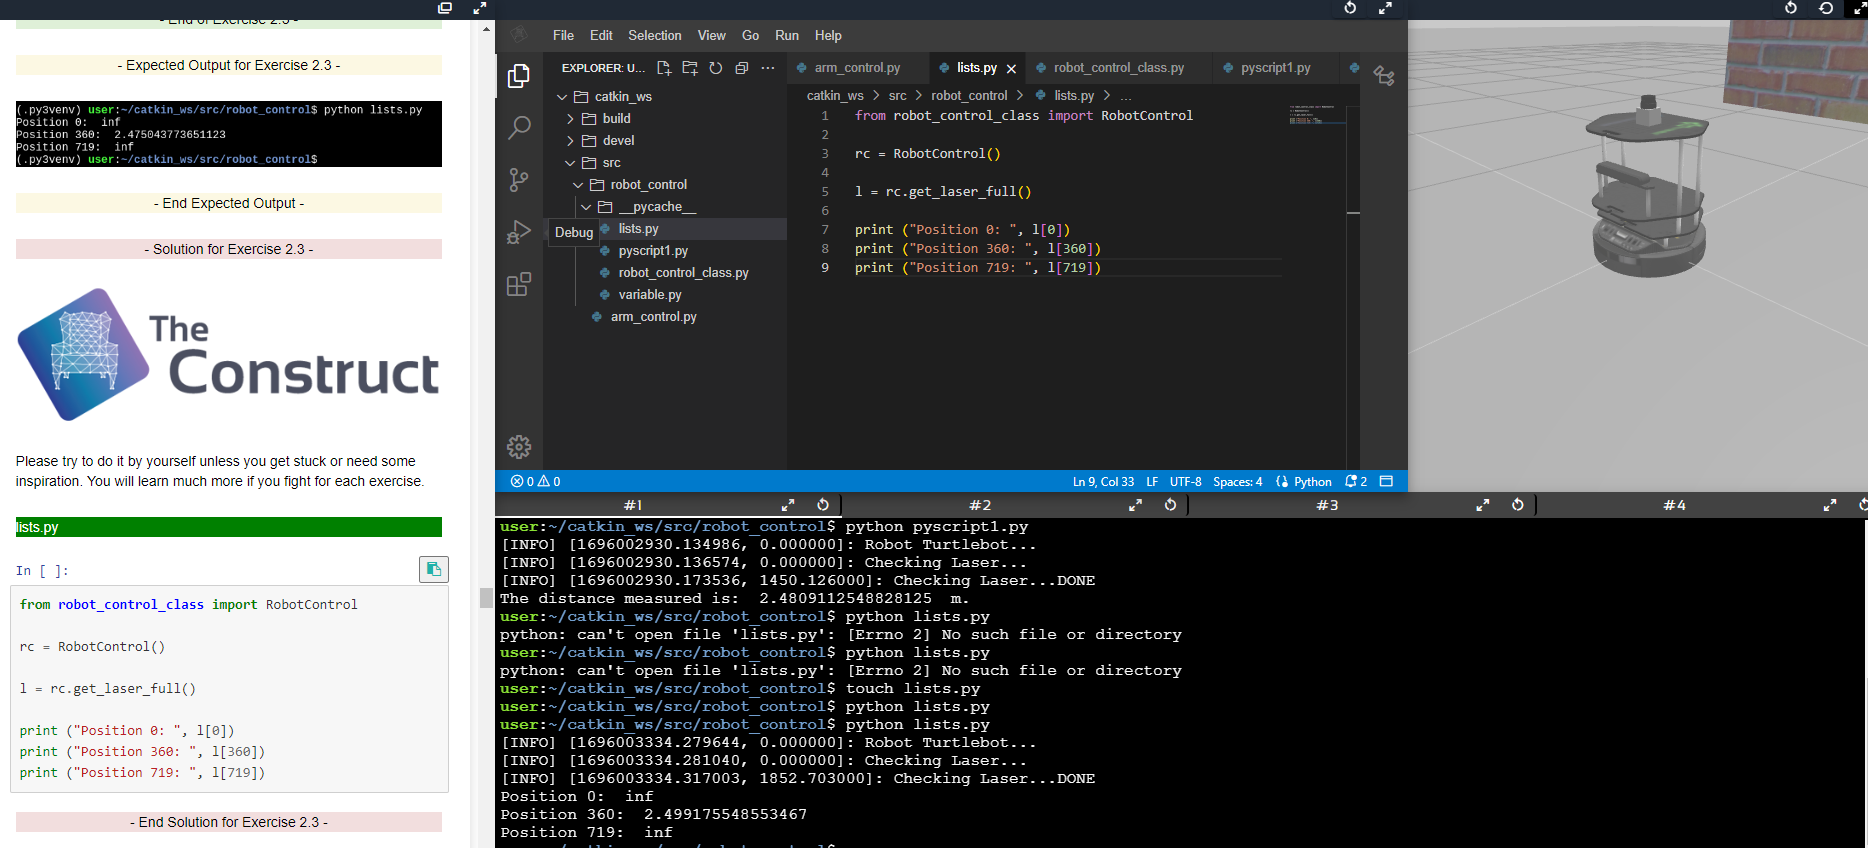 - End of Exercise 2.3 -
- Expected Output for Exercise 2.3 -
(.py3venv) user:~/catkin_ws/src/robot_control$ python lists.py
Position 0:  inf
Position 360:  2.475043773651123
Position 719:  inf
(.py3venv) user:~/catkin_ws/src/robot_control$
- End Expected Output -
- Solution for Exercise 2.3 -
The
Construct
Please try to do it by yourself unless you get stuck or need some
inspiration. You will learn much more if you fight for each exercise.
lists.py
In [ ]:
from robot_control_class import RobotControl
rc = RobotControl()
l = rc.get_laser_full()
print ("Position 0: ", l[0])
print ("Position 360: ", l[360])
print ("Position 719: ", l[719])
- End Solution for Exercise 2.3 -
File Edit Selection View Go Run Help
EXPLORER: U...
catkin_ws
build
devel
src
robot_control
__pycache__
lists.py
Debug
pyscript1.py
robot_control_class.py
variable.py
arm_control.py
arm_control.py lists.py robot_control_class.py pyscript1.py
catkin_ws > src > robot_control > lists.py > ...
1 from robot_control_class import RobotControl
2
3 rc = RobotControl()
4
5 l = rc.get_laser_full()
6
7 print ("Position 0: ", l[0])
8 print ("Position 360: ", l[360])
9 print ("Position 719: ", l[719])
0 0 Ln 9, Col 33 LF UTF-8 Spaces: 4 Python 2
#1 #2 #3 #4
user:~/catkin_ws/src/robot_control$ python pyscript1.py
[INFO] [1696002930.134986, 0.000000]: Robot Turtlebot...
[INFO] [1696002930.136574, 0.000000]: Checking Laser...
[INFO] [1696002930.173536, 1450.126000]: Checking Laser...DONE
The distance measured is:  2.4809112548828125  m.
user:~/catkin_ws/src/robot_control$ python lists.py
python: can't open file 'lists.py': [Errno 2] No such file or directory
user:~/catkin_ws/src/robot_control$ python lists.py
python: can't open file 'lists.py': [Errno 2] No such file or directory
user:~/catkin_ws/src/robot_control$ touch lists.py
user:~/catkin_ws/src/robot_control$ python lists.py
user:~/catkin_ws/src/robot_control$ python lists.py
[INFO] [1696003334.279644, 0.000000]: Robot Turtlebot...
[INFO] [1696003334.281040, 0.000000]: Checking Laser...
[INFO] [1696003334.317003, 1852.703000]: Checking Laser...DONE
Position 0:  inf
Position 360:  2.499175548553467
Position 719:  inf